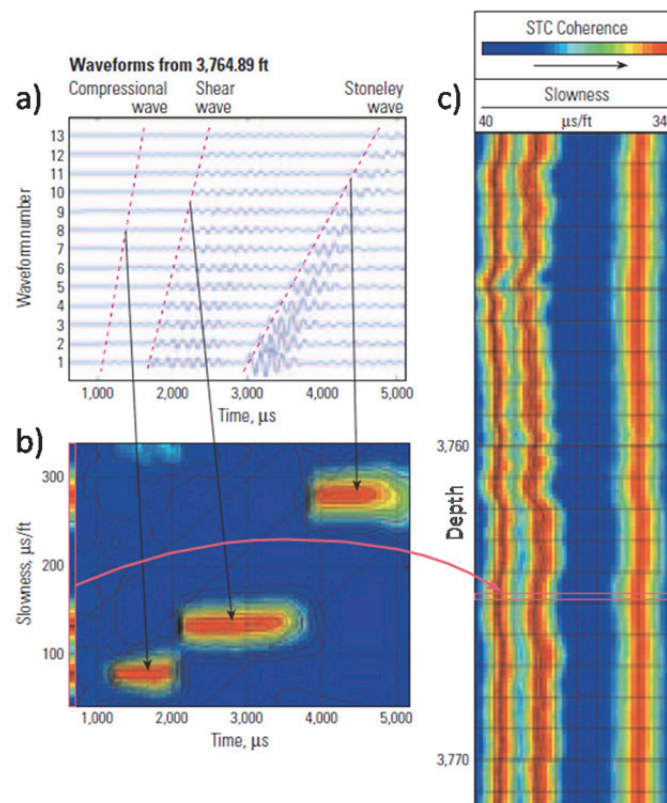 Waveforms from 3,764.89 ft
Compressional wave
Shear wave
Stoneley wave
a)
Waveform number
13
12
11
10
9
8
7
6
5
4
3
2
1
1,000 2,000 3,000 4,000 5,000
Time, µs
b)
Slowness, µs/ft
300
200
100
1,000 2,000 3,000 4,000 5,000
Time, µs
c)
STC Coherence
Slowness
40 µs/ft 34
Depth
3,760
3,770